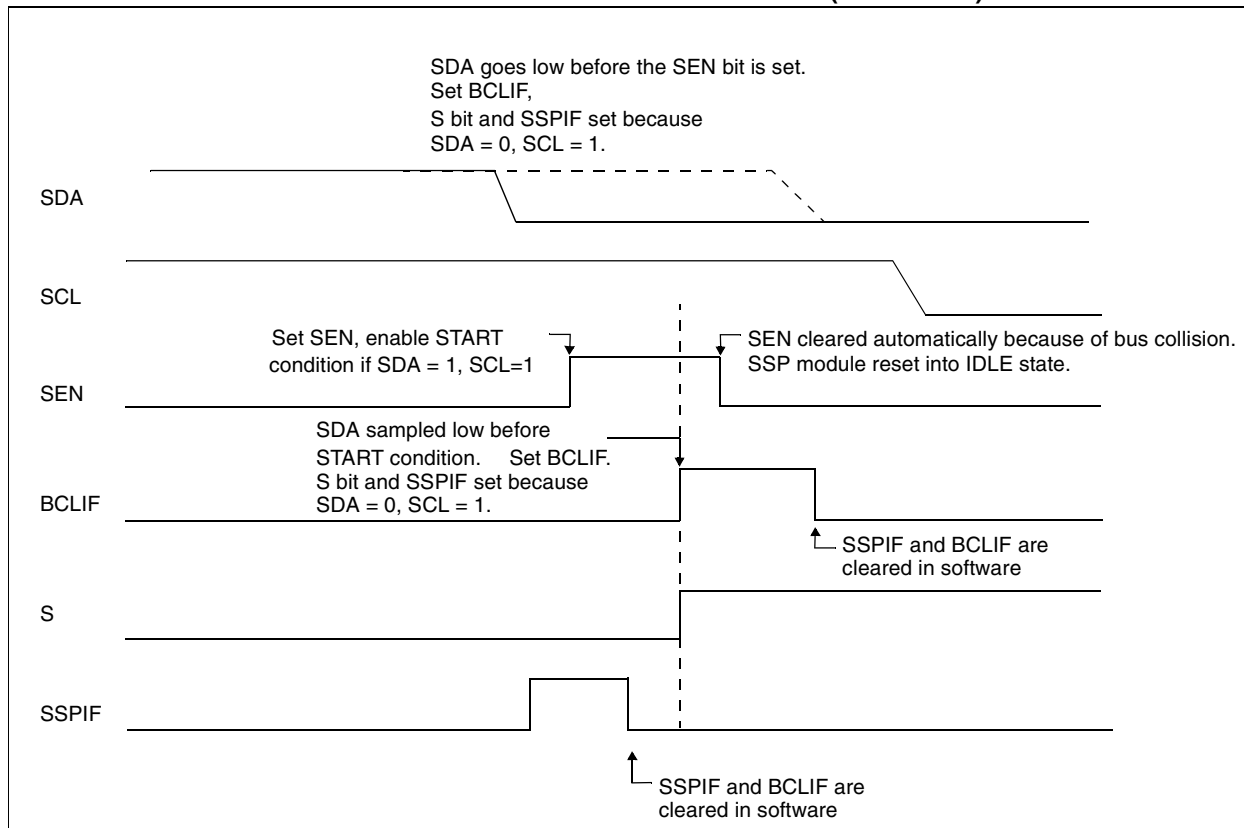 SDA goes low before the SEN bit is set.
Set BCLIF,
S bit and SSPIF set because
SDA = 0, SCL = 1.
SDA
SCL
Set SEN, enable START
condition if SDA = 1, SCL=1
SEN cleared automatically because of bus collision.
SSP module reset into IDLE state.
SEN
SDA sampled low before
START condition. Set BCLIF.
S bit and SSPIF set because
SDA = 0, SCL = 1.
BCLIF
SSPIF and BCLIF are
cleared in software
S
SSPIF
SSPIF and BCLIF are
cleared in software